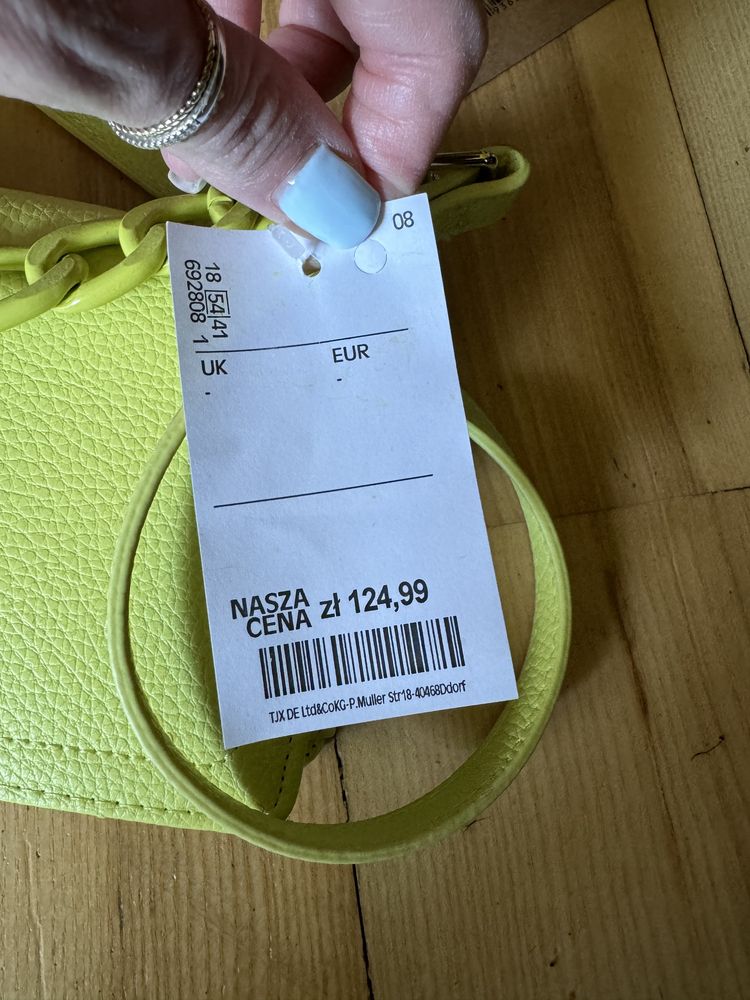 08
18 54 41
692808 1
UK EUR
- -
NASZA
CENA zł 124,99
TJX DE Ltd&CoKG-P.Muller Str18-40468Ddorf